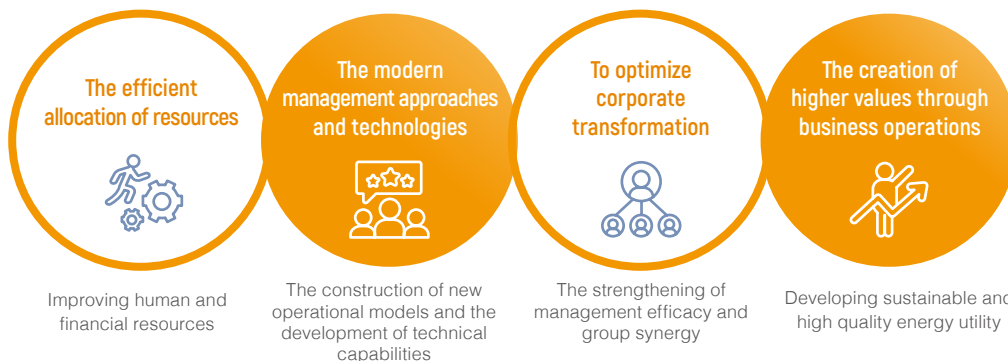 The efficient
allocation of resources
The modern
management approaches
and technologies
To optimize
corporate
transformation
The creation of
higher values through
business operations
Improving human and
financial resources
The construction of new
operational models and the
development of technical
capabilities
The strengthening of
management efficacy and
group synergy
Developing sustainable and
high quality energy utility